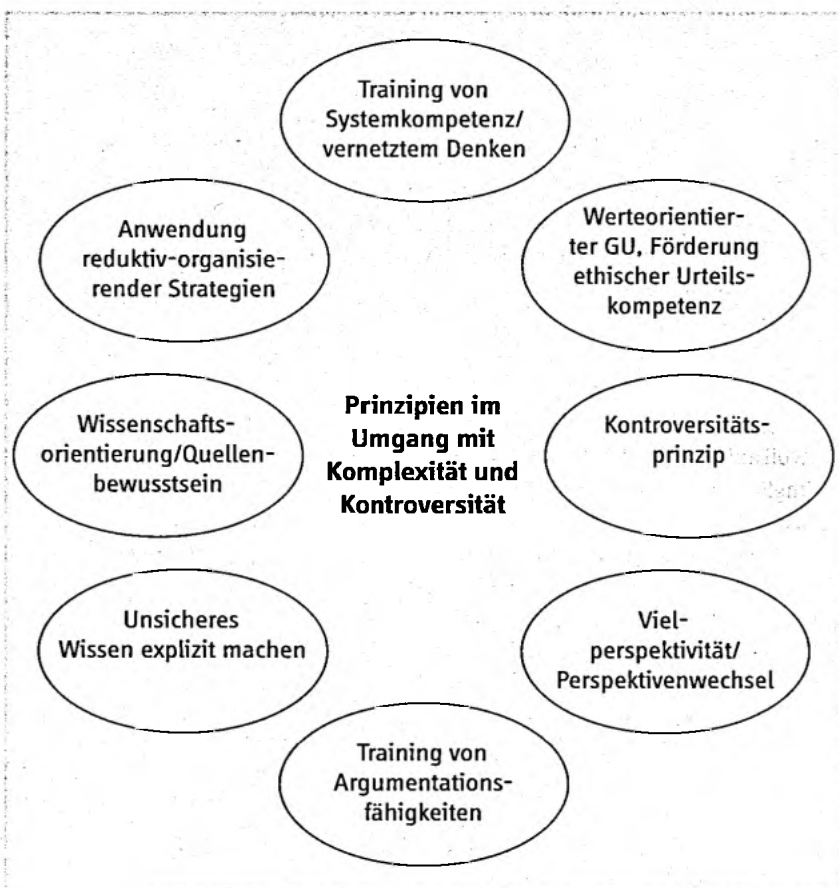 Training von
Systemkompetenz/
vernetztem Denken
Anwendung
reduktiv-organisie-
render Strategien
Werteorientier-
ter GU, Förderung
ethischer Urteils-
kompetenz
Wissenschafts-
orientierung/Quellen-
bewusstsein
Prinzipien im
Umgang mit
Komplexität und
Kontroversität
Kontroversitäts-
prinzip
Unsicheres
Wissen explizit machen
Viel-
perspektivität/
Perspektivenwechsel
Training von
Argumentations-
fähigkeiten